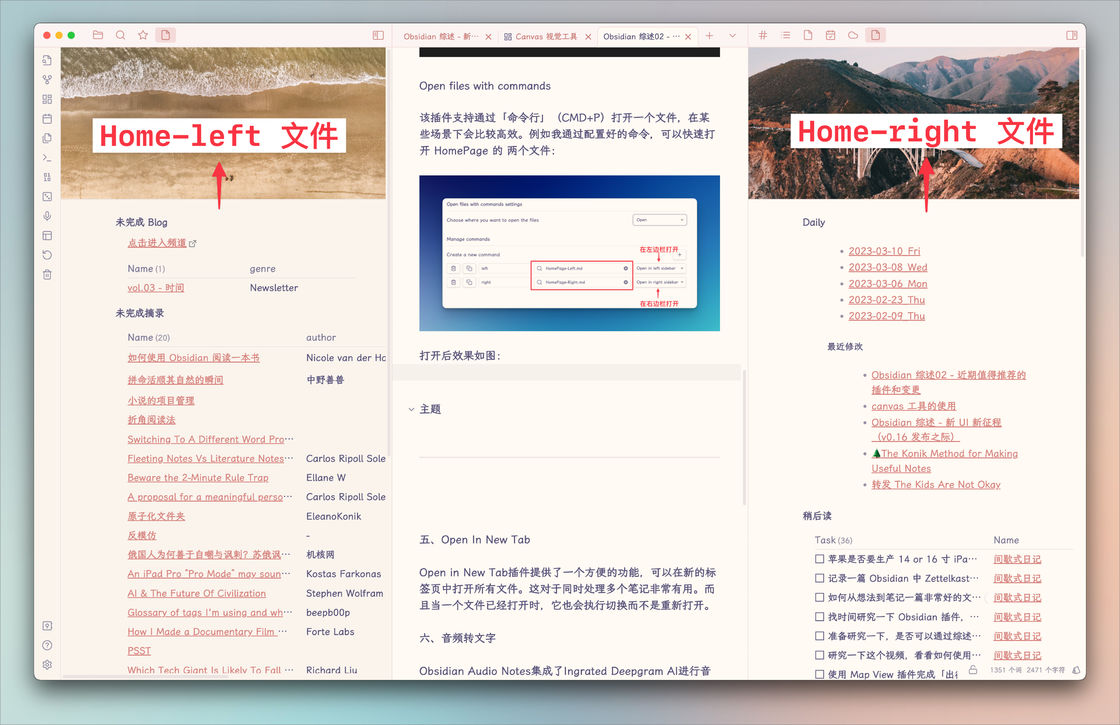 Obsidian 综述 - 新…
Canvas 视觉工具
Obsidian 综述02 - …
Home-left 文件
未完成 Blog
点击进入频道
Name (1)
genre
vol.03 - 时间
Newsletter
未完成摘录
Name (20)
author
如何使用 Obsidian 阅读一本书
Nicole van der Ho
拼命活顺其自然的瞬间
中野善善
小说的项目管理
折角阅读法
Switching To A Different Word Pro…
Fleeting Notes Vs Literature Notes…
Carlos Ripoll Sole
Beware the 2-Minute Rule Trap
Ellane W
A proposal for a meaningful perso…
Carlos Ripoll Sole
原子化文件夹
EleanoKonik
反模仿
-
俄国人为何善于自嘲与讽刺？苏俄讽…
机核网
An iPad Pro "Pro Mode" may soun…
Kostas Farkonas
AI & The Future Of Civilization
Stephen Wolfram
Glossary of tags I'm using and wh…
beepb00p
How I Made a Documentary Film …
Forte Labs
PSST
Which Tech Giant Is Likely To Fall …
Richard Liu
Open files with commands
该插件支持通过「命令行」（CMD+P）打开一个文件，在某
些场景下会比较高效。例如我通过配置好的命令，可以快速打
开 HomePage 的 两个文件：
Open files with commands settings
Choose where you want to open the files
Open
Manage commands
Create a new command
在左边栏打开
left
HomePage-Left.md
Open in left sidebar
right
HomePage-Right.md
Open in right sidebar
在右边栏打开
打开后效果如图：
主题
五、Open In New Tab
Open in New Tab插件提供了一个方便的功能，可以在新的标
签页中打开所有文件。这对于同时处理多个笔记非常有用。而
且当一个文件已经打开时，它也会执行切换而不是重新打开。
六、音频转文字
Obsidian Audio Notes集成了Ingrated Deepgram AI进行音
Home-right 文件
Daily
2023-03-10 Fri
2023-03-08 Wed
2023-03-06 Mon
2023-02-23 Thu
2023-02-09 Thu
最近修改
Obsidian 综述02 - 近期值得推荐的
插件和变更
canvas 工具的使用
Obsidian 综述 - 新 UI 新征程
（v0.16 发布之际）
🌲The Konik Method for Making
Useful Notes
转发 The Kids Are Not Okay
稍后读
Task (36)
Name
苹果是否要生产 14 or 16 寸 iPa…
间歇式日记
记录一篇 Obsidian 中 Zettelkast…
间歇式日记
如何从想法到笔记一篇非常好的文…
间歇式日记
找时间研究一下 Obsidian 插件，…
间歇式日记
准备研究一下，是否可以通过综述…
间歇式日记
研究一下这个视频，看看如何使用…
间歇式日记
使用 Map View 插件完成「出
1351 个词 2471 个字符